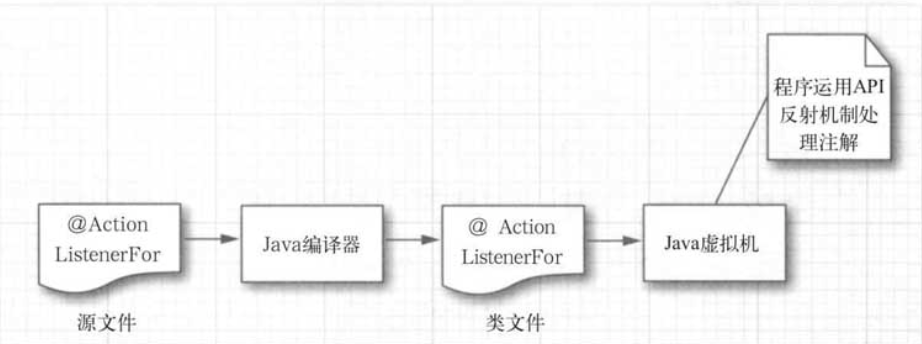 程序运用API
反射机制处
理注解
@Action
ListenerFor
Java编译器
@ Action
ListenerFor
Java虚拟机
源文件
类文件